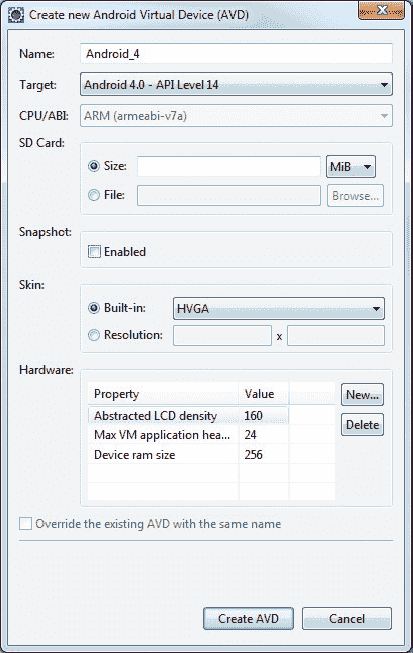 Create new Android Virtual Device (AVD)
Name: Android_4
Target: Android 4.0 - API Level 14
CPU/ABI: ARM (armeabi-v7a)
SD Card:
Size: MiB
File: Browse...
Snapshot:
Enabled
Skin:
Built-in: HVGA
Resolution: x
Hardware:
Property Value New...
Abstracted LCD density 160
Max VM application hea... 24 Delete
Device ram size 256
Override the existing AVD with the same name
Create AVD Cancel